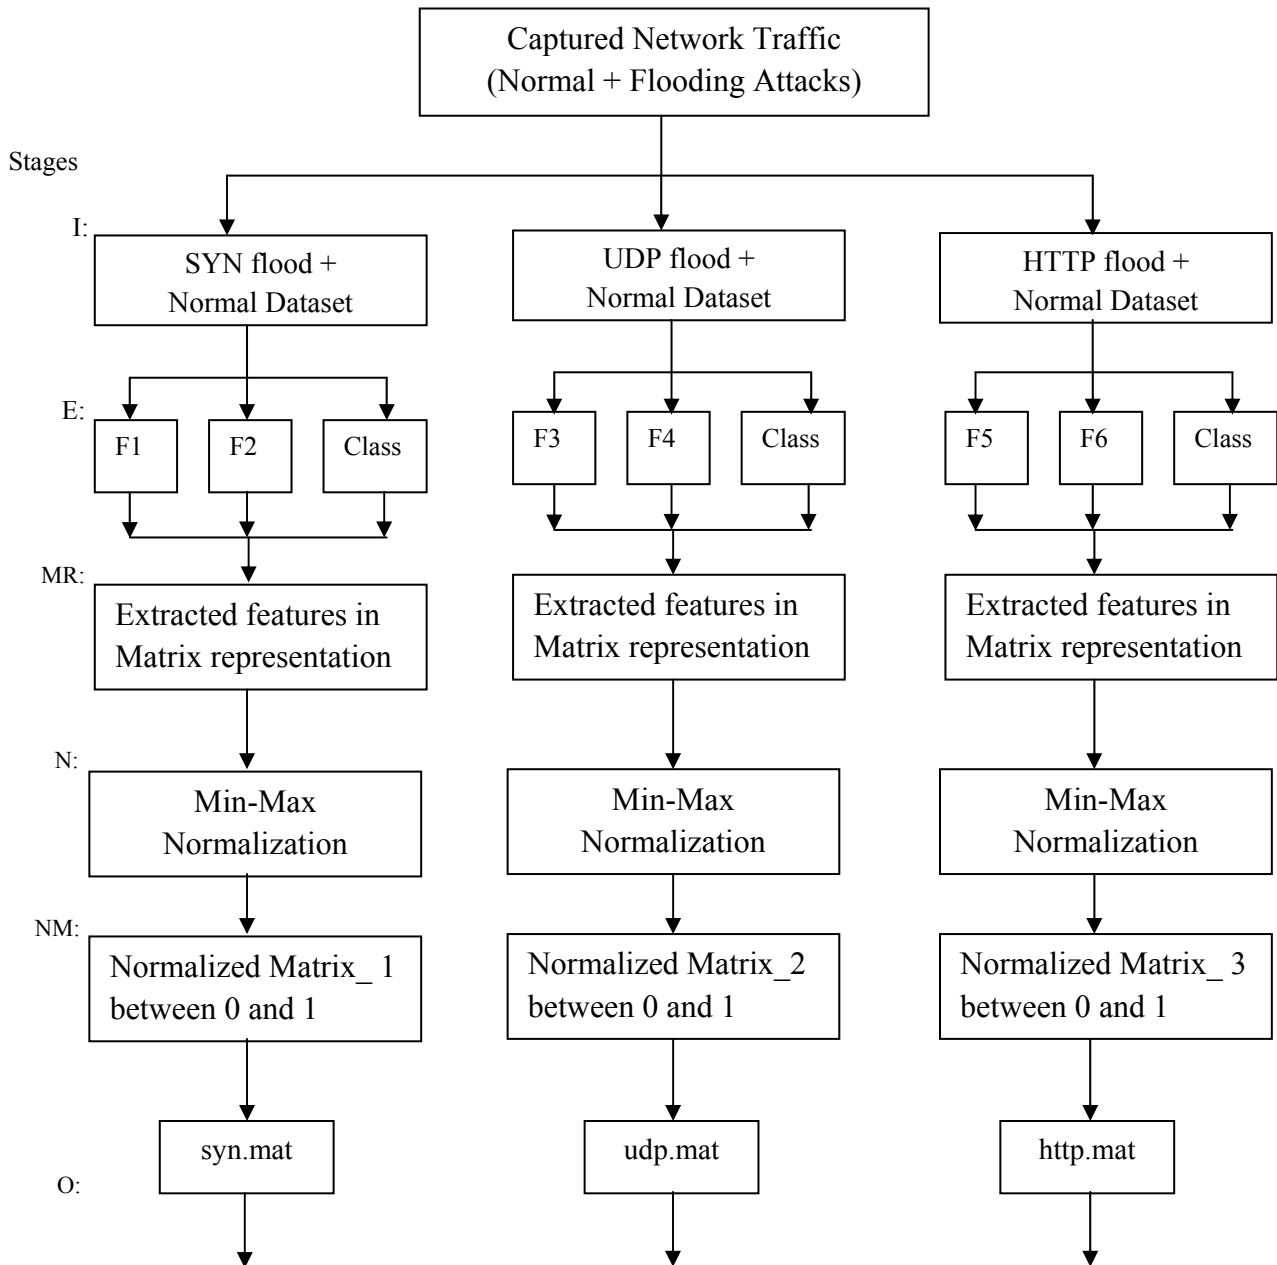 Captured Network Traffic
(Normal + Flooding Attacks)
Stages
I:
SYN flood +
Normal Dataset
UDP flood +
Normal Dataset
HTTP flood +
Normal Dataset
E:
F1
F2
Class
F3
F4
Class
F5
F6
Class
MR:
Extracted features in
Matrix representation
Extracted features in
Matrix representation
Extracted features in
Matrix representation
N:
Min-Max
Normalization
Min-Max
Normalization
Min-Max
Normalization
NM:
Normalized Matrix_ 1
between 0 and 1
Normalized Matrix_2
between 0 and 1
Normalized Matrix_ 3
between 0 and 1
syn.mat
udp.mat
http.mat
O: